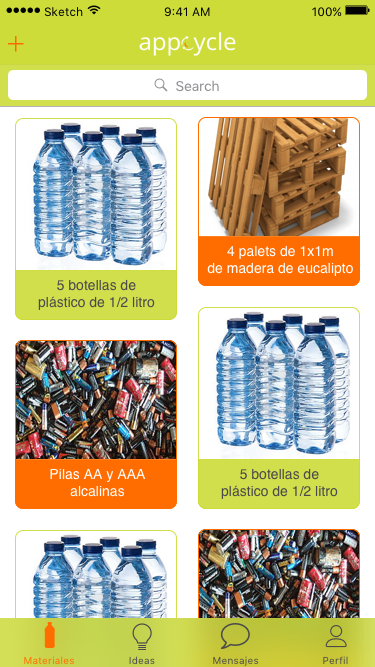 Sketch 9:41 AM 100%
+ appcycle
Search
5 botellas de
plástico de 1/2 litro
4 palets de 1x1m
de madera de eucalipto
Pilas AA y AAA
alcalinas
5 botellas de
plástico de 1/2 litro
Materiales Ideas Mensajes Perfil